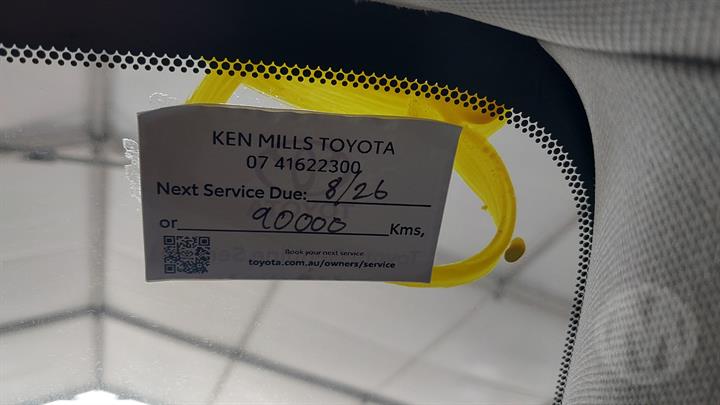 KEN MILLS TOYOTA
07 41622300
Next Service Due: 8/26
or 90000 Kms,
Book your next service
toyota.com.au/owners/service